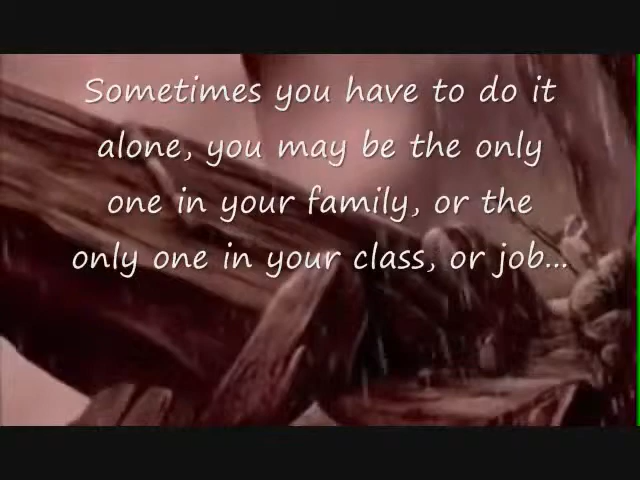 Sometimes you have to do it
alone, you may be the only
one in your family, or the
only one in your class, or job...